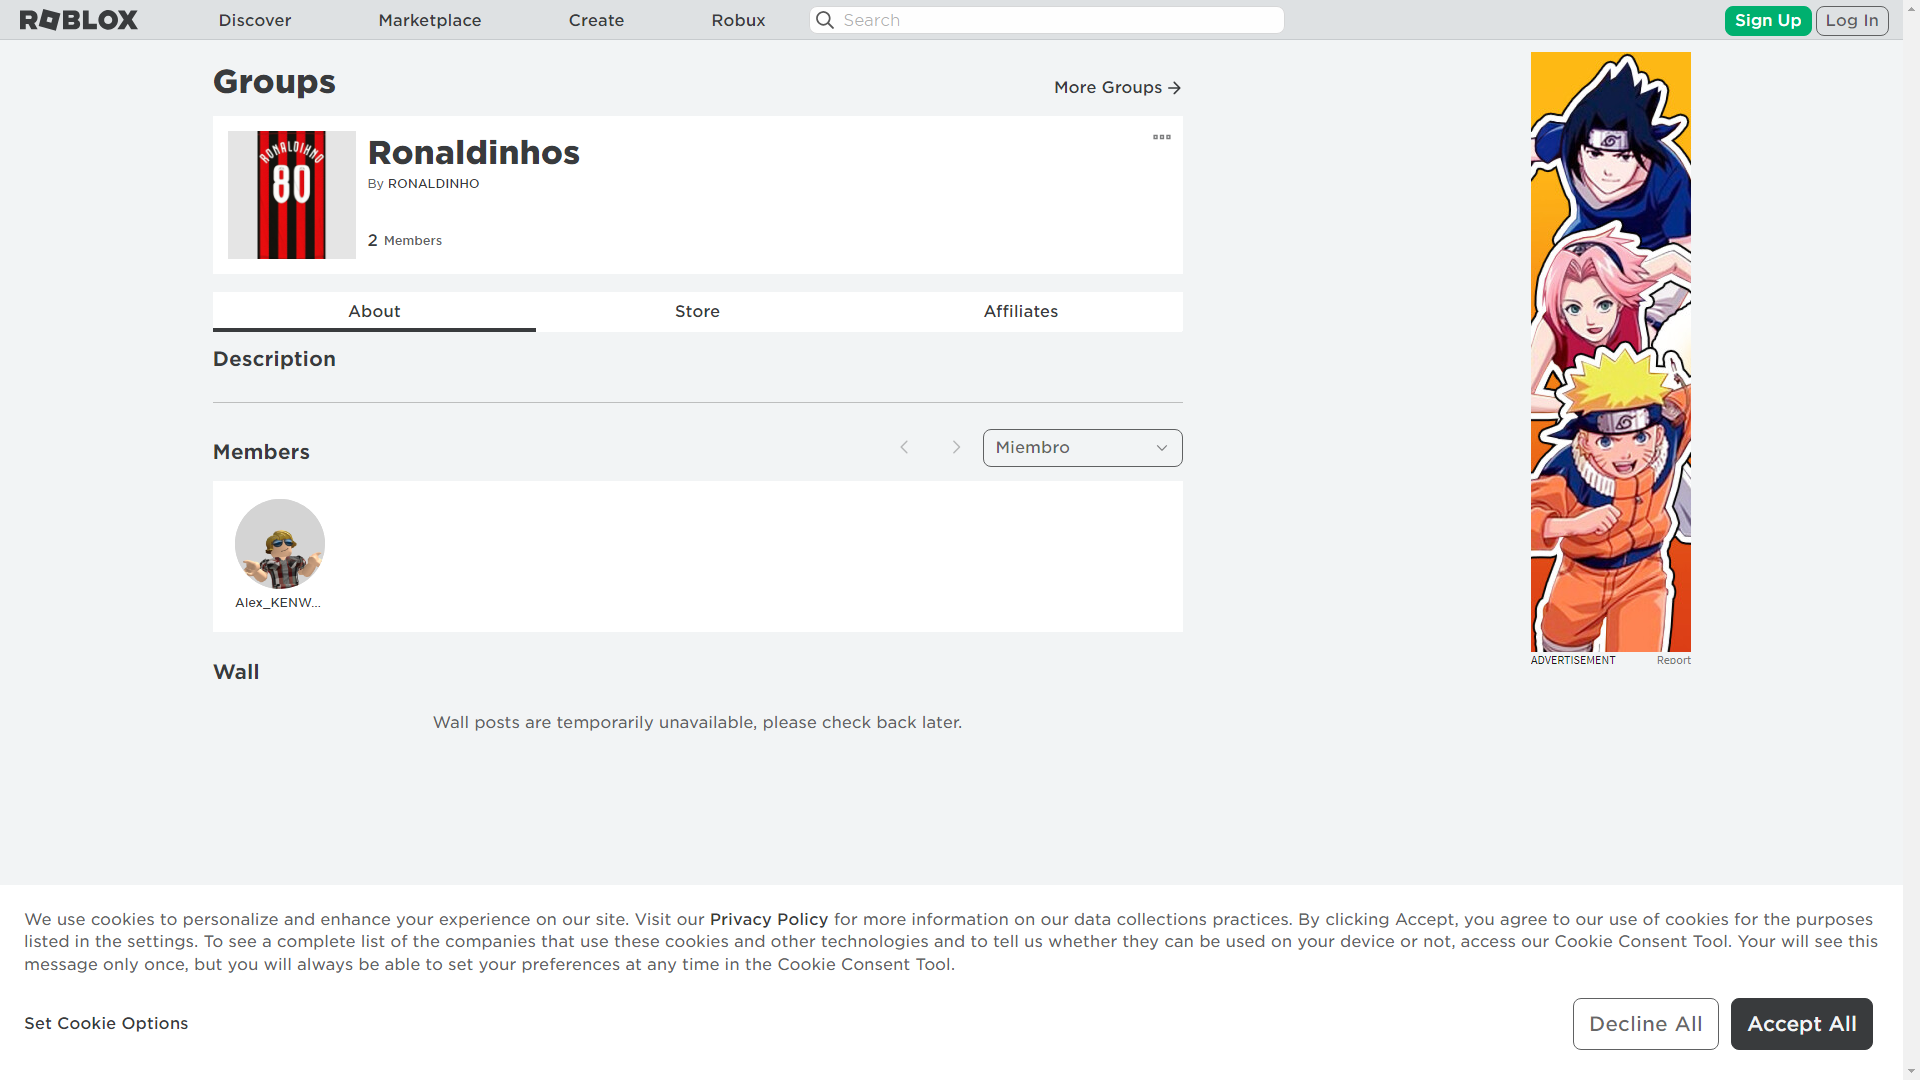 ROBLOX
Discover
Marketplace
Create
Robux
Search
Sign Up
Log In
Groups
More Groups
RONALDIHNO
80
Ronaldinhos
By RONALDINHO
2 Members
About
Store
Affiliates
Description
Members
Miembro
Alex_KENW...
Wall
Wall posts are temporarily unavailable, please check back later.
ADVERTISEMENT
Report
We use cookies to personalize and enhance your experience on our site. Visit our Privacy Policy for more information on our data collections practices. By clicking Accept, you agree to our use of cookies for the purposes
listed in the settings. To see a complete list of the companies that use these cookies and other technologies and to tell us whether they can be used on your device or not, access our Cookie Consent Tool. Your will see this
message only once, but you will always be able to set your preferences at any time in the Cookie Consent Tool.
Set Cookie Options
Decline All
Accept All